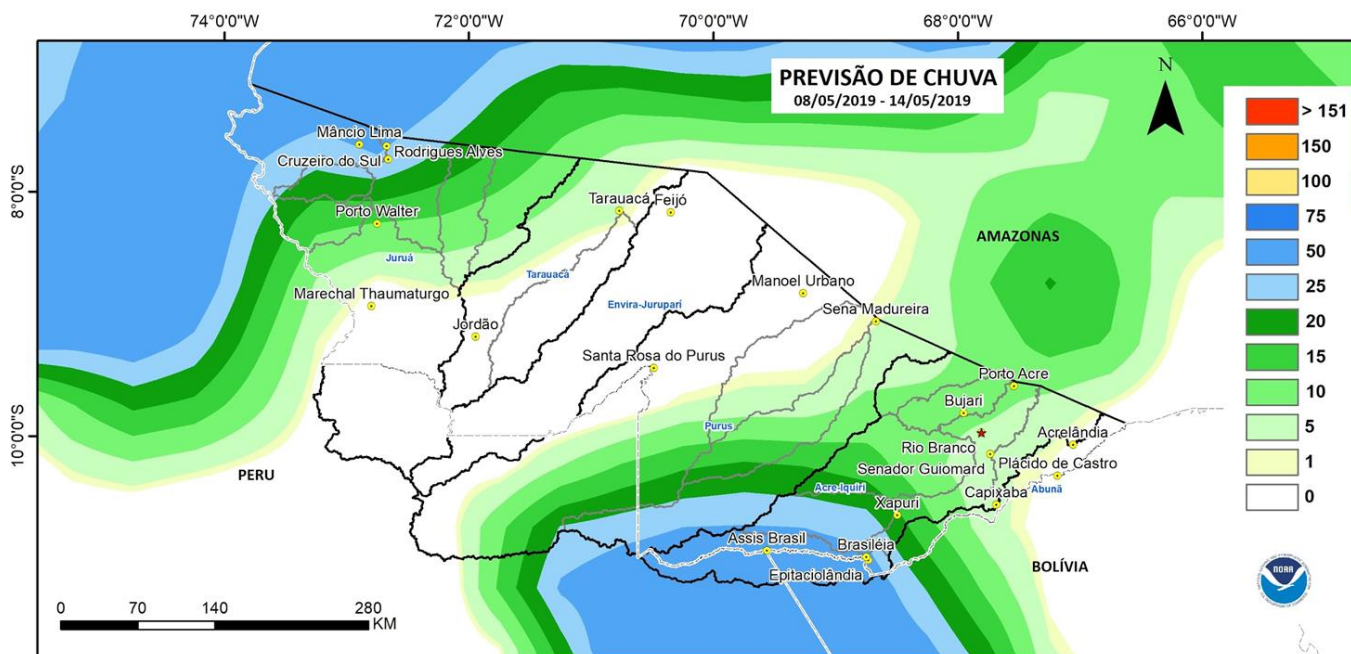 74°0'0"W
72°0'0"W
70°0'0"W
68°0'0"W
66°0'0"W
PREVISÃO DE CHUVA
08/05/2019 - 14/05/2019
N
> 151
150
100
75
50
25
20
15
10
5
1
0
8°0'0"S
10°0'0"S
Mâncio Lima
Rodrigues Alves
Cruzeiro do Sul
Tarauacá
Feijó
Porto Walter
AMAZONAS
Juruá
Tarauacá
Manoel Urbano
Marechal Thaumaturgo
Envira-Jurupari
Sena Madureira
Jordão
Santa Rosa do Purus
Porto Acre
Bujari
Purus
Acrelândia
Rio Branco
PERU
Senador Guiomard
Plácido de Castro
Acre-Iquiri
Capixaba
Abunã
Xapuri
Assis Brasil
Brasiléia
BOLÍVIA
Epitaciolândia
NOAA
0
70
140
280
KM